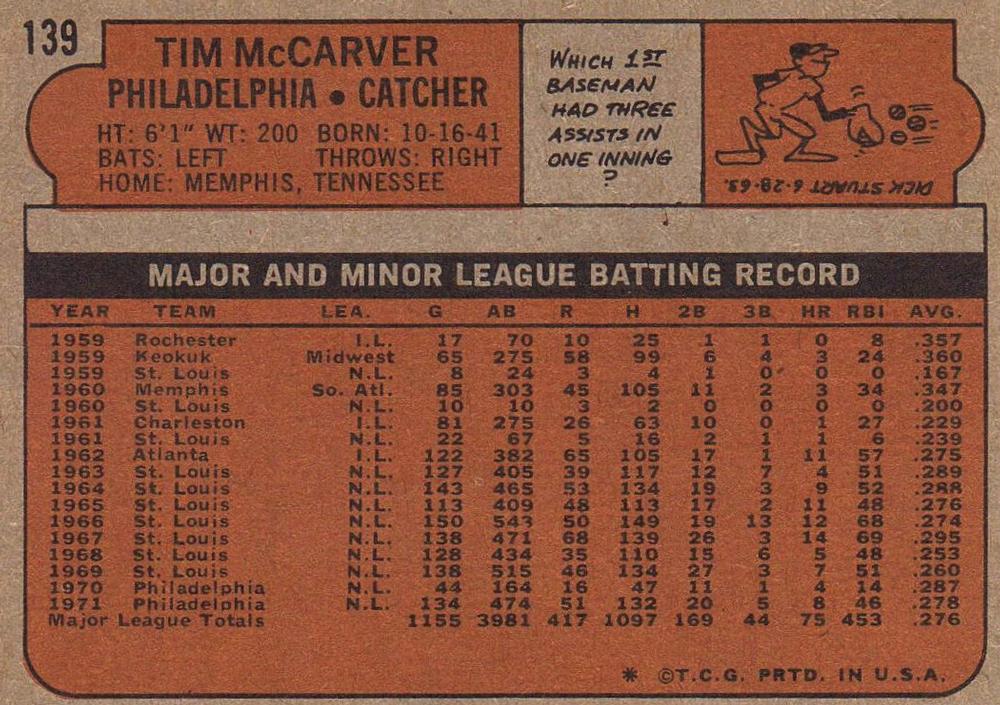 139
TIM McCARVER
PHILADELPHIA • CATCHER
HT: 6'1" WT: 200 BORN: 10-16-41
BATS: LEFT THROWS: RIGHT
HOME: MEMPHIS, TENNESSEE
WHICH 1ST
BASEMAN
HAD THREE
ASSISTS IN
ONE INNING
?
DICK STUART 6-28-63.
MAJOR AND MINOR LEAGUE BATTING RECORD
YEAR TEAM LEA. G AB R H 2B 3B HR RBI AVG.
1959 Rochester I.L. 17 70 10 25 1 1 0 8 .357
1959 Keokuk Midwest 65 275 58 99 6 4 3 24 .360
1959 St. Louis N.L. 8 24 3 4 1 0 0 0 .167
1960 Memphis So. Atl. 85 303 45 105 11 2 3 34 .347
1960 St. Louis N.L. 10 10 3 2 0 0 0 0 .200
1961 Charleston I.L. 81 275 26 63 10 0 1 27 .229
1961 St. Louis N.L. 22 67 5 16 2 1 1 6 .239
1962 Atlanta I.L. 122 382 65 105 17 1 11 57 .275
1963 St. Louis N.L. 127 405 39 117 12 7 4 51 .289
1964 St. Louis N.L. 143 465 53 134 19 3 9 52 .288
1965 St. Louis N.L. 113 409 48 113 17 2 11 48 .276
1966 St. Louis N.L. 150 543 50 149 19 13 12 68 .274
1967 St. Louis N.L. 138 471 68 139 26 3 14 69 .295
1968 St. Louis N.L. 128 434 35 110 15 6 5 48 .253
1969 St. Louis N.L. 138 515 46 134 27 3 7 51 .260
1970 Philadelphia N.L. 44 164 16 47 11 1 4 14 .287
1971 Philadelphia N.L. 134 474 51 132 20 5 8 46 .278
Major League Totals 1155 3981 417 1097 169 44 75 453 .276
* ©T.C.G. PRTD. IN U.S.A.